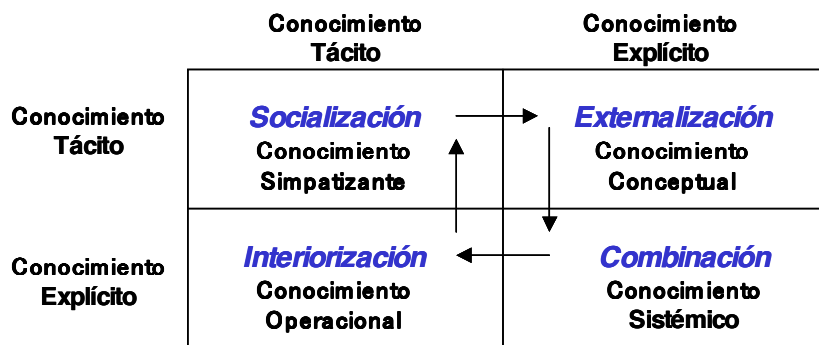 Conocimiento
Tácito
Conocimiento
Explícito
Conocimiento
Tácito
Socialización
Conocimiento
Simpatizante
Externalización
Conocimiento
Conceptual
Conocimiento
Explícito
Interiorización
Conocimiento
Operacional
Combinación
Conocimiento
Sistémico